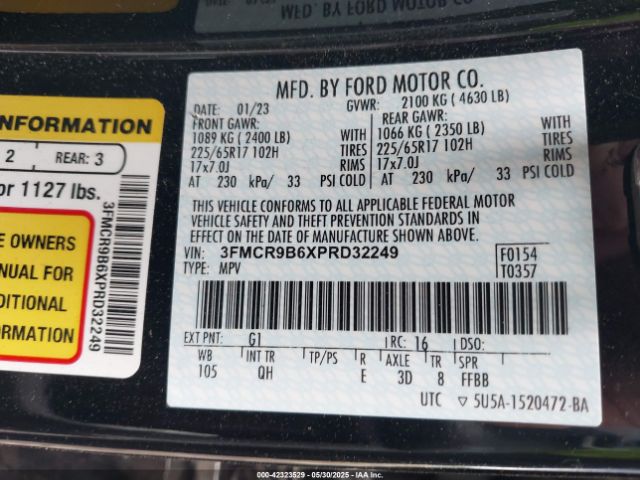 MFD. BY FORD MOTOR CO.
INFORMATION
2 REAR: 3
or 1127 lbs.
E OWNERS
NUAL FOR
DITIONAL
ORMATION
3FMCR9B6XPRD32249
MFD. BY FORD MOTOR CO.
DATE: 01/23 GVWR: 2100 KG ( 4630 LB)
FRONT GAWR: REAR GAWR:
1089 KG ( 2400 LB) WITH 1066 KG ( 2350 LB) WITH
225/65R17 102H TIRES 225/65R17 102H TIRES
17x7.0J RIMS 17x7.0J RIMS
AT 230 kPa/ 33 PSI COLD AT 230 kPa/ 33 PSI COLD
THIS VEHICLE CONFORMS TO ALL APPLICABLE FEDERAL MOTOR
VEHICLE SAFETY AND THEFT PREVENTION STANDARDS IN
EFFECT ON THE DATE OF MANUFACTURE SHOWN ABOVE.
VIN: 3FMCR9B6XPRD32249 F0154
TYPE: MPV T0357
EXT PNT: G1 RC: 16 DSO:
WB INT TR TP/PS R AXLE TR SPR
105 QH E 3D 8 FFBB
UTC ▽ 5U5A-1520472-BA
000-42323529 - 05/30/2025 - IAAI.com